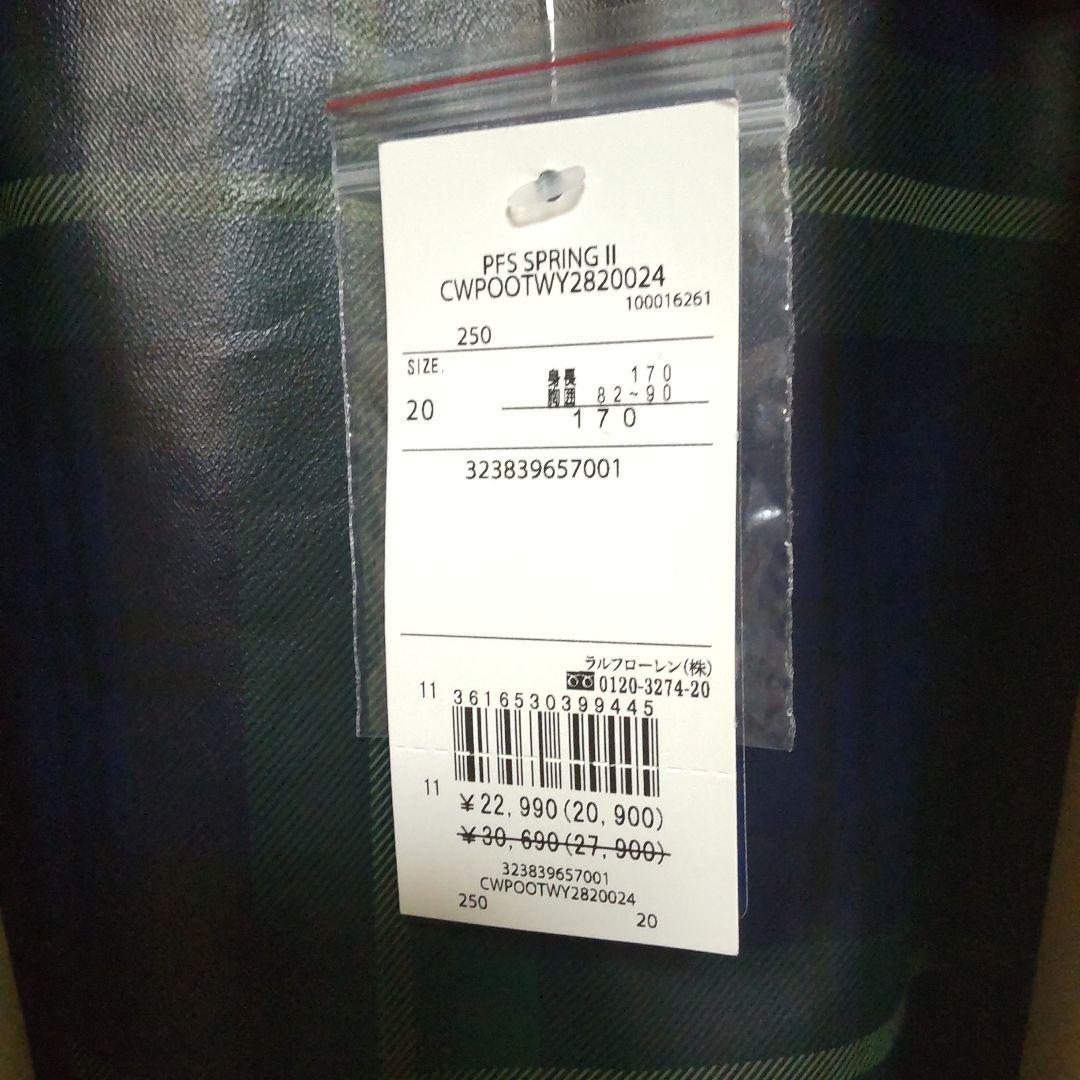 PFS SPRING II
CWPOOTWY2820024
100016261
250
SIZE.
身長 170
胸囲 82~90
20
170
323839657001
ラルフローレン(株)
0120-3274-20
11
3616530399445
11
¥22,990(20,900)
¥30,690(27,900)
323839657001
CWPOOTWY2820024
250
20